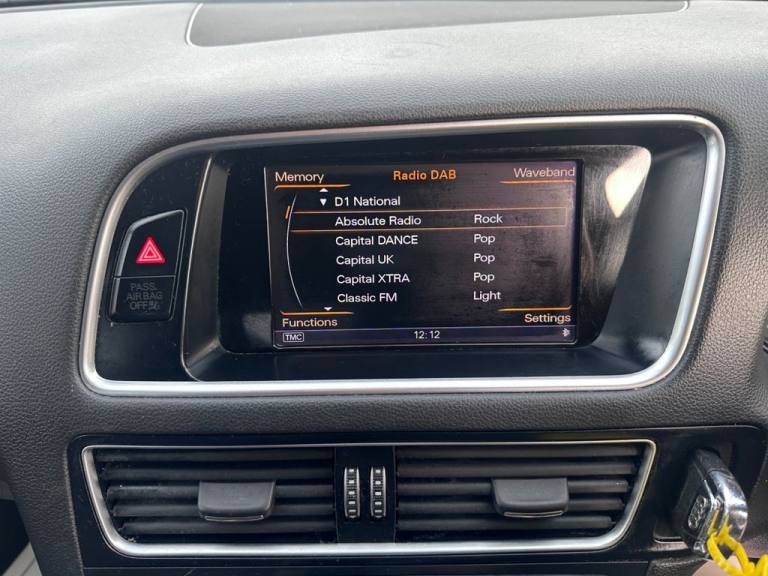 Memory Radio DAB Waveband
▼ D1 National
Absolute Radio Rock
Capital DANCE Pop
Capital UK Pop
Capital XTRA Pop
Classic FM Light
Functions Settings
TMC 12:12
PASS.
AIR BAG
OFF